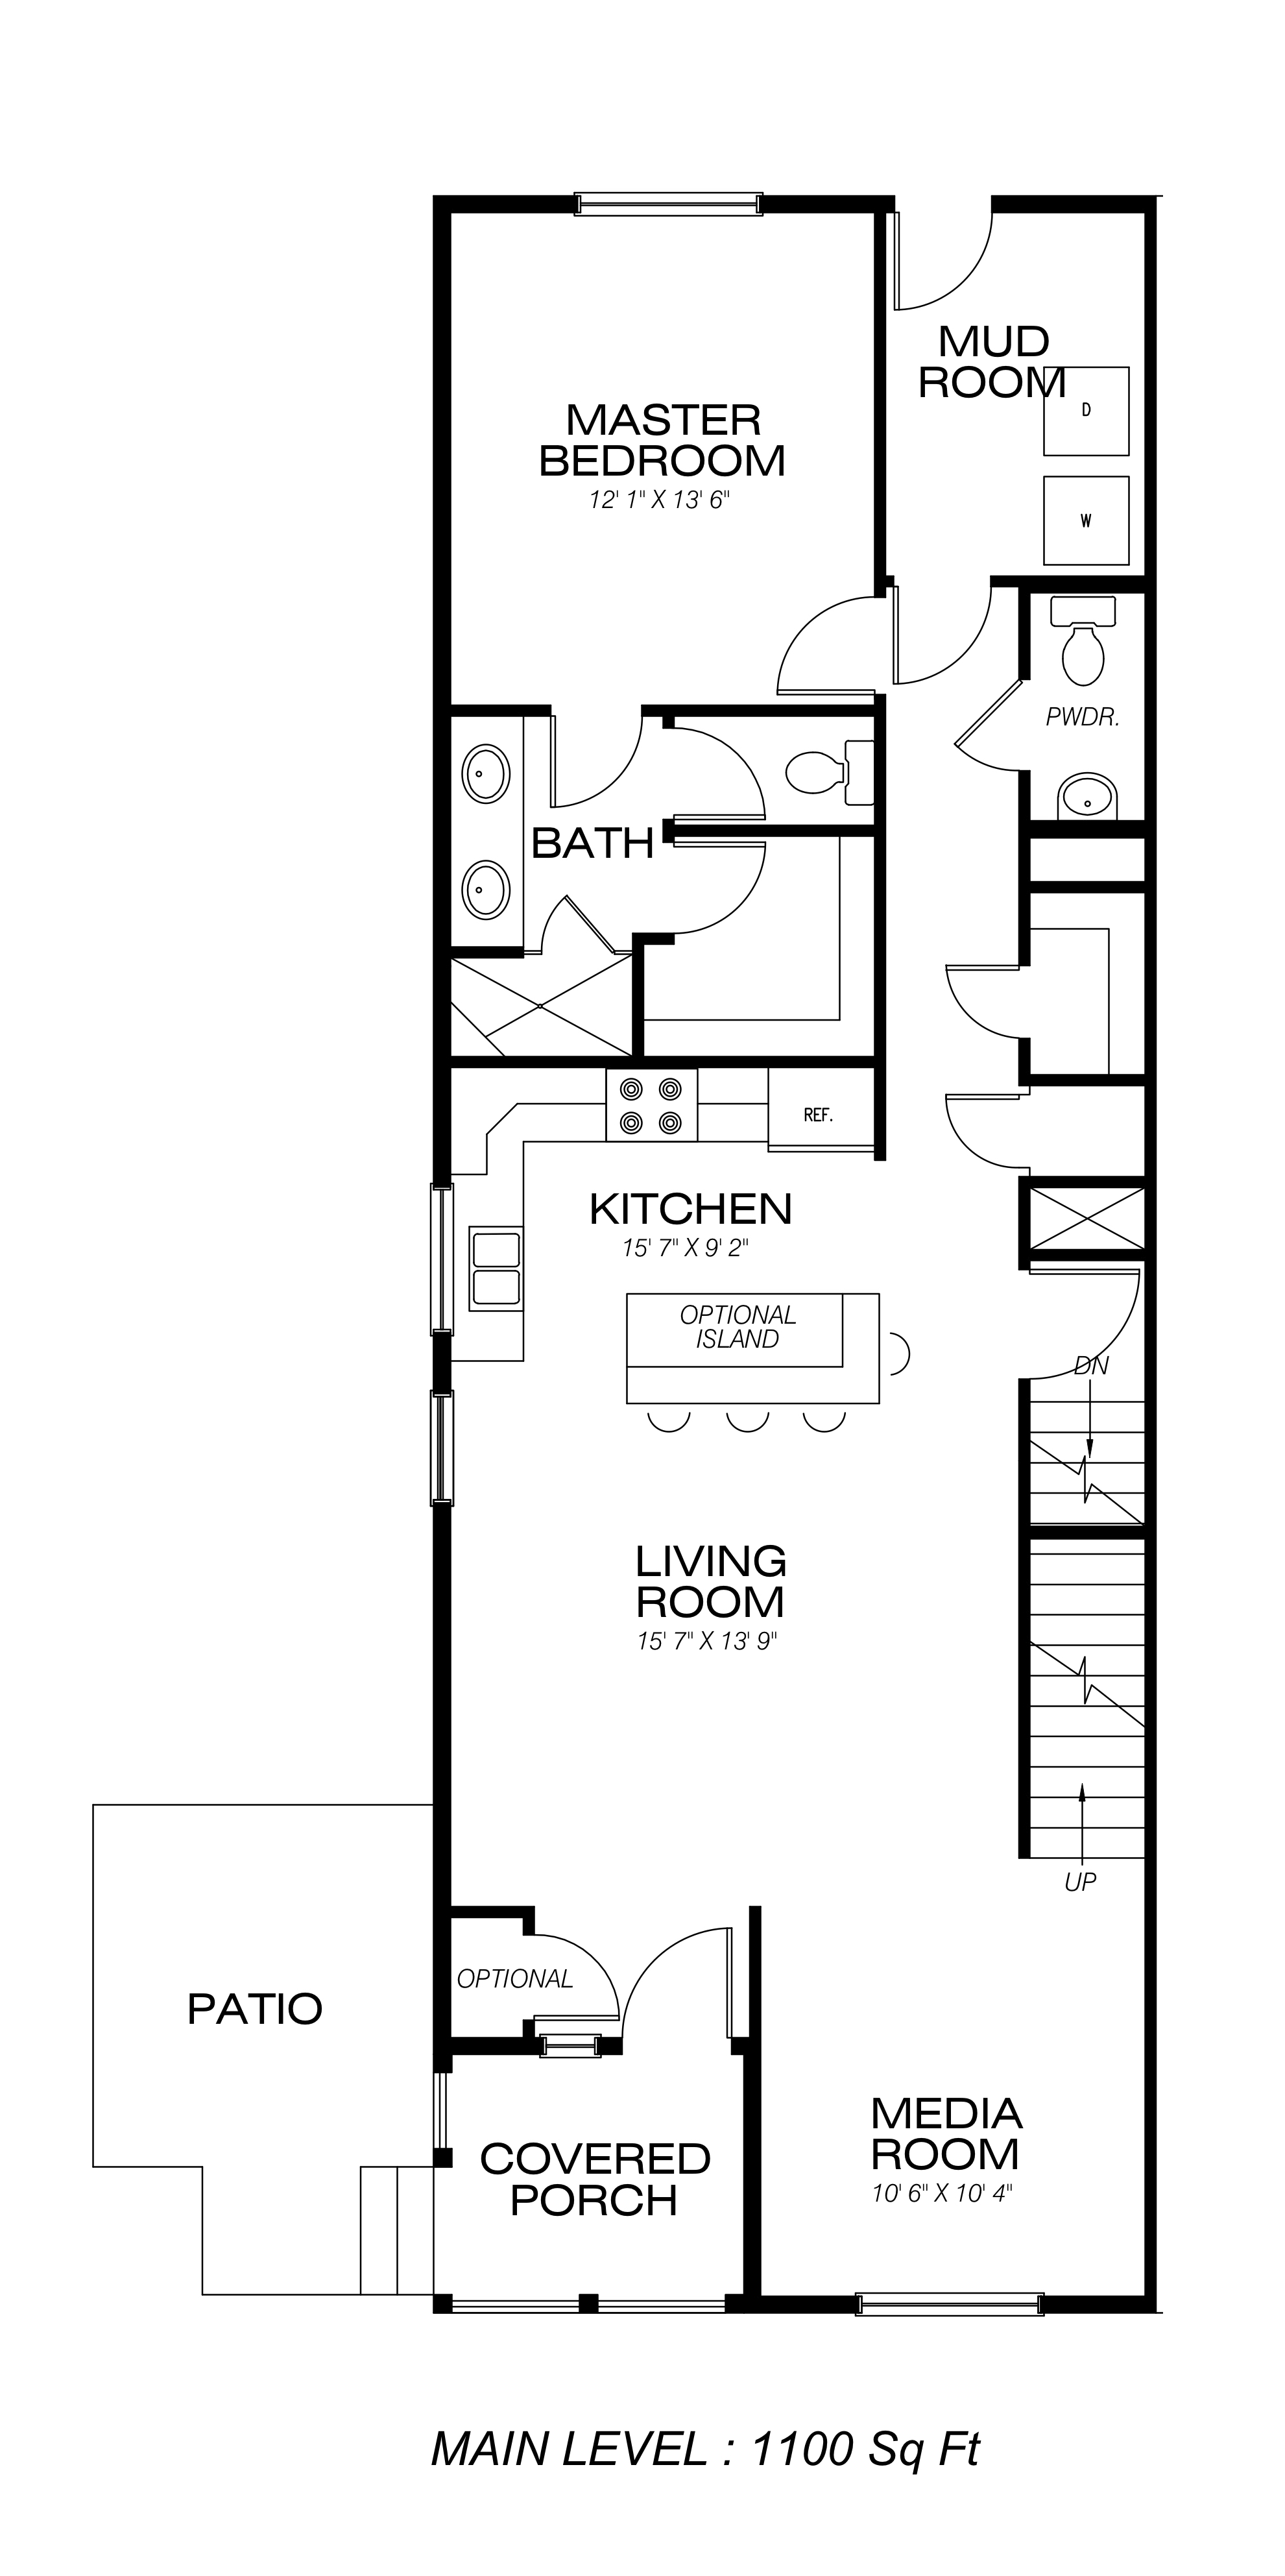 MUD
ROOM
D
MASTER
BEDROOM
12' 1" X 13' 6"
W
PWDR.
BATH
REF.
KITCHEN
15' 7" X 9' 2"
OPTIONAL
ISLAND
DN
LIVING
ROOM
15' 7" X 13' 9"
UP
OPTIONAL
PATIO
MEDIA
ROOM
10' 6" X 10' 4"
COVERED
PORCH
MAIN LEVEL : 1100 Sq Ft